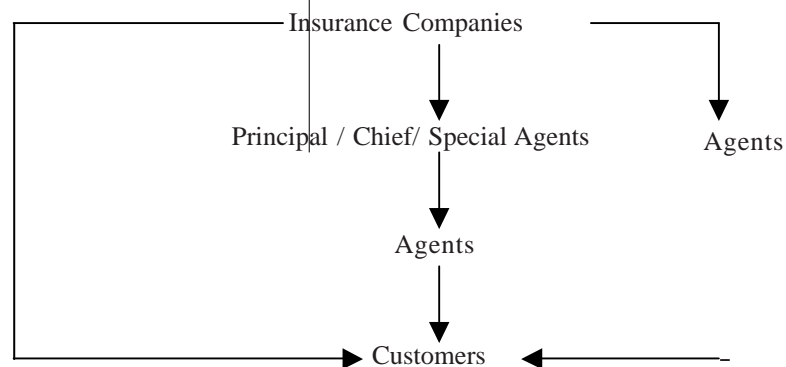 Insurance Companies
Principal / Chief/ Special Agents
Agents
Agents
Customers